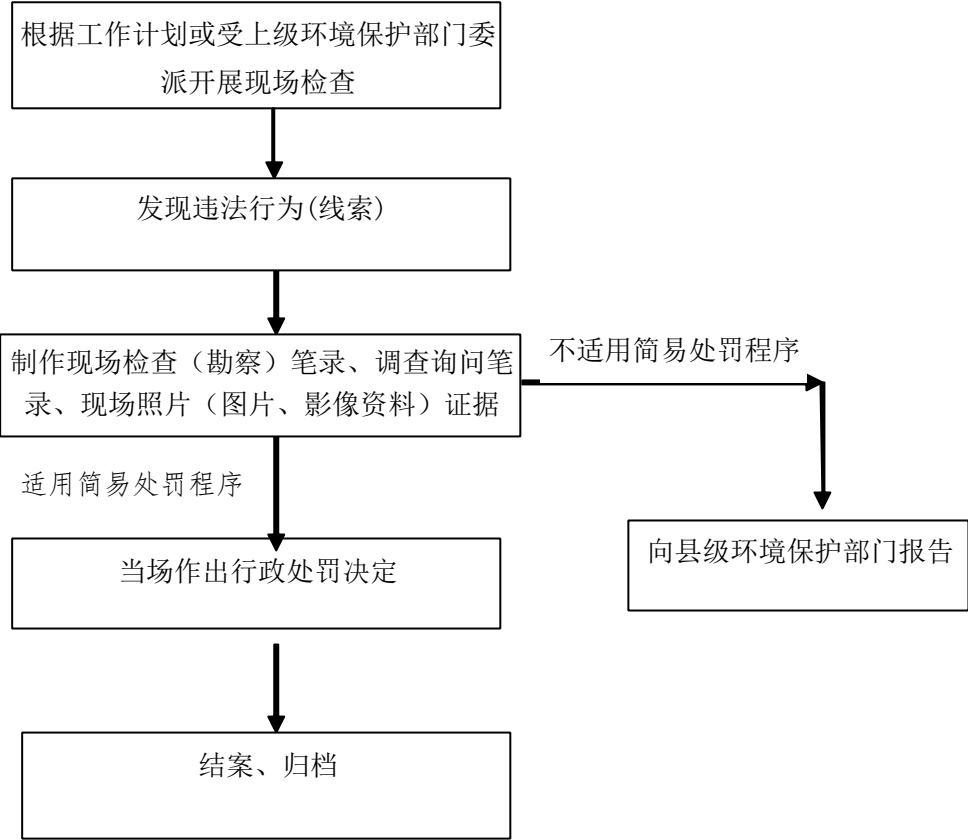 根据工作计划或受上级环境保护部门委
派开展现场检查
发现违法行为(线索)
制作现场检查（勘察）笔录、调查询问笔
录、现场照片（图片、影像资料）证据
不适用简易处罚程序
适用简易处罚程序
当场作出行政处罚决定
向县级环境保护部门报告
结案、归档